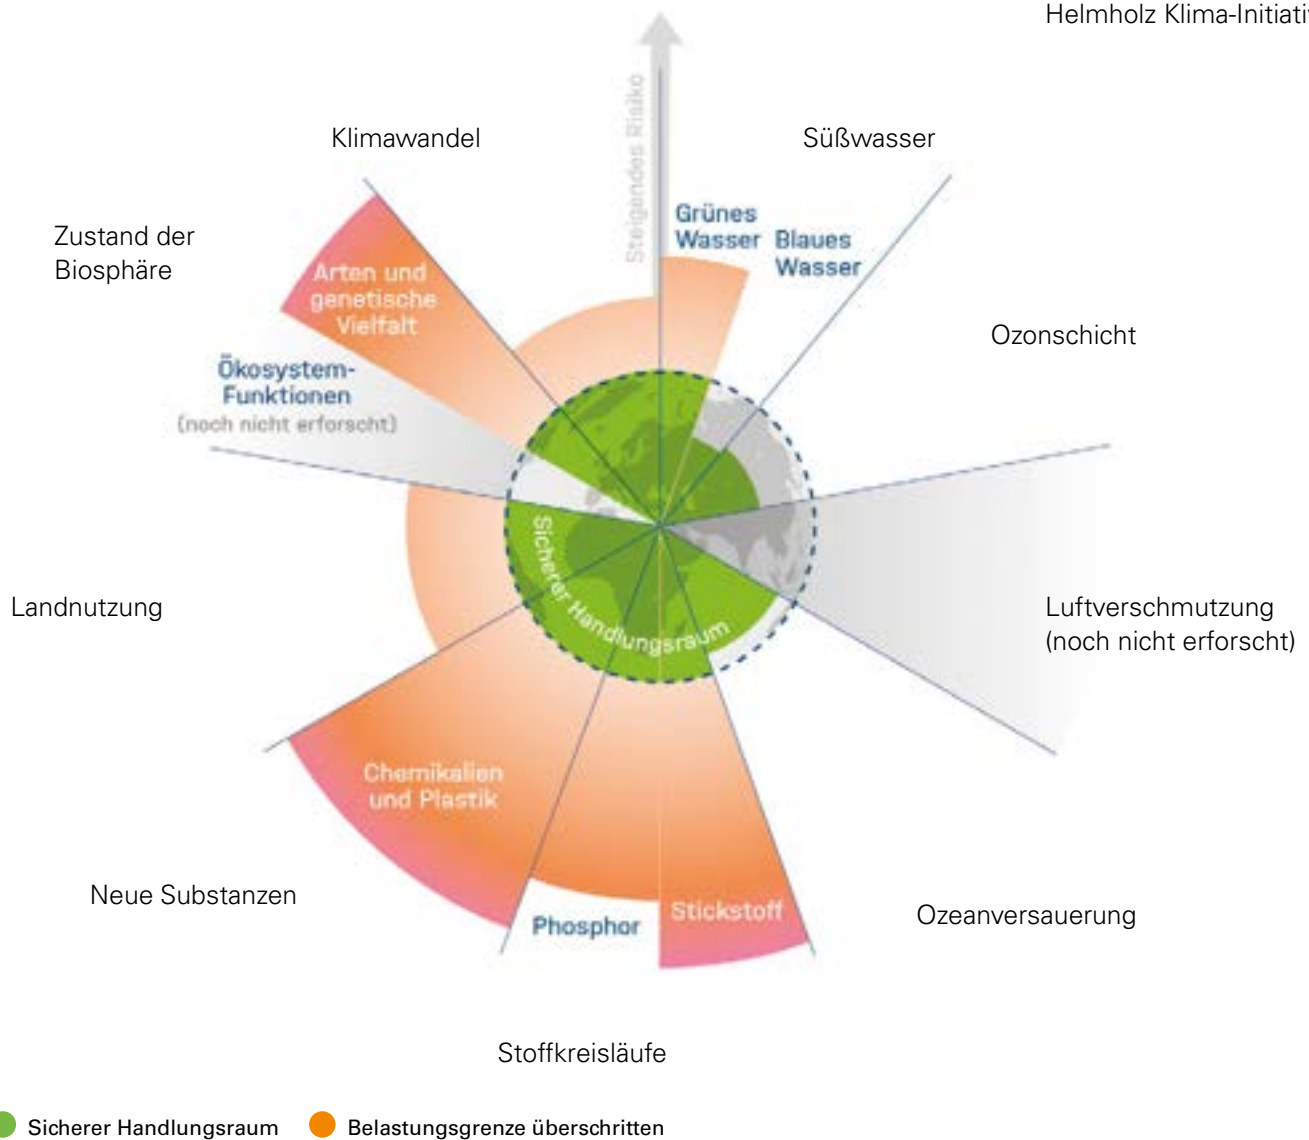 Helmholz Klima-Initiativ
Steigendes Risiko
Klimawandel
Süßwasser
Grünes
Wasser
Blaues
Wasser
Zustand der
Biosphäre
Arten und
genetische
Vielfalt
Ozonschicht
Ökosystem-
Funktionen
(noch nicht erforscht)
Sicherer Handlungsraum
Landnutzung
Luftverschmutzung
(noch nicht erforscht)
Chemikalien
und Plastik
Neue Substanzen
Phosphor
Stickstoff
Ozeanversauerung
Stoffkreisläufe
Sicherer Handlungsraum
Belastungsgrenze überschritten